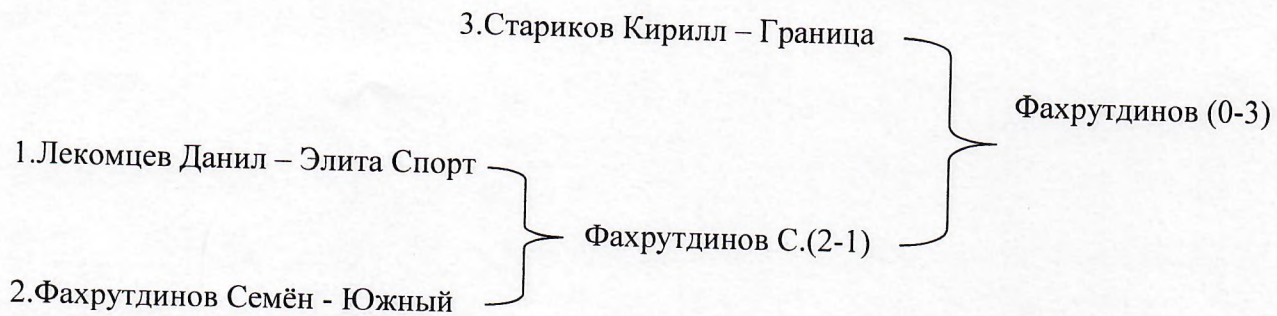 3.Стариков Кирилл – Граница
Фахрутдинов (0-3)
1.Лекомцев Данил – Элита Спорт
Фахрутдинов С.(2-1)
2.Фахрутдинов Семён - Южный